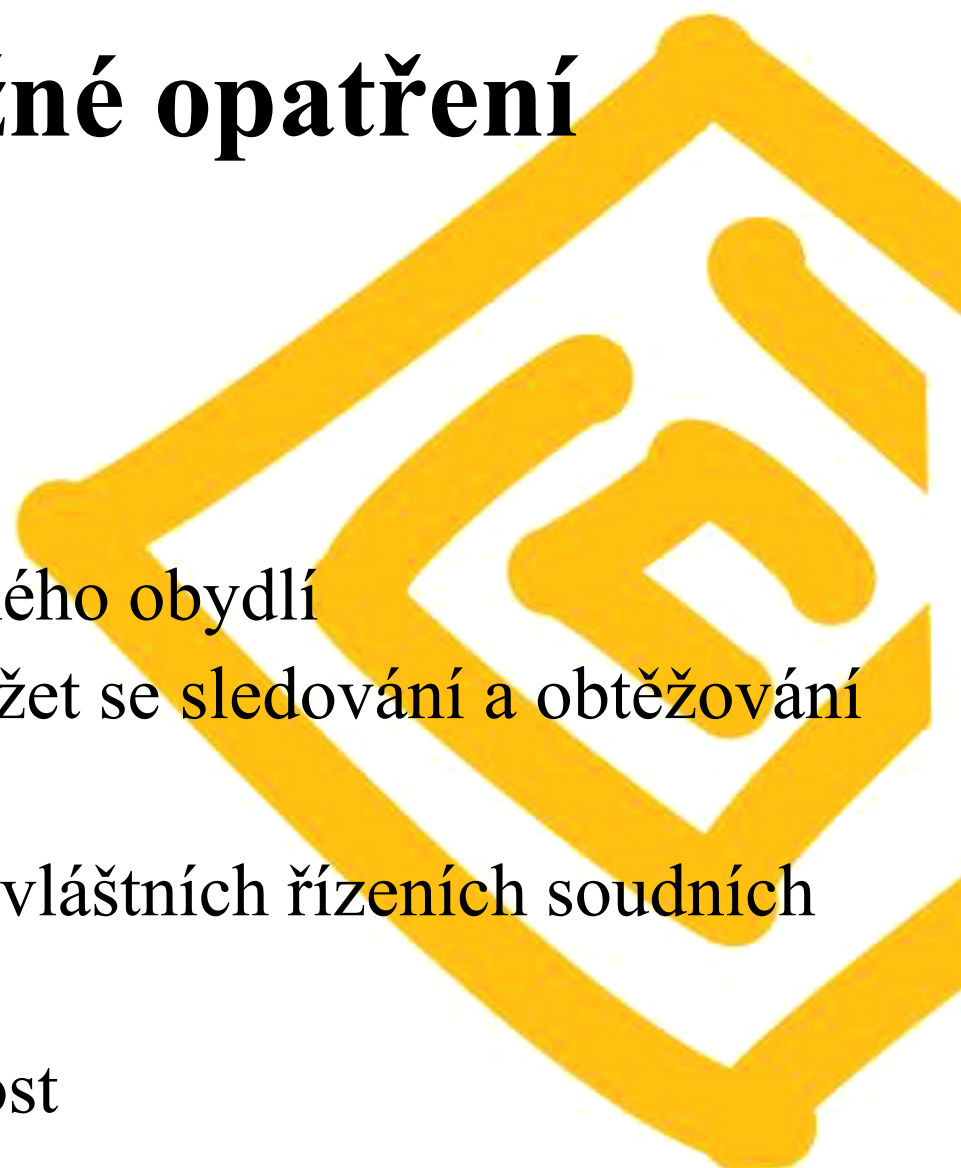 žné opatření
ého obydlí
žet se sledování a obtěžování
vláštních řízeních soudních
ost